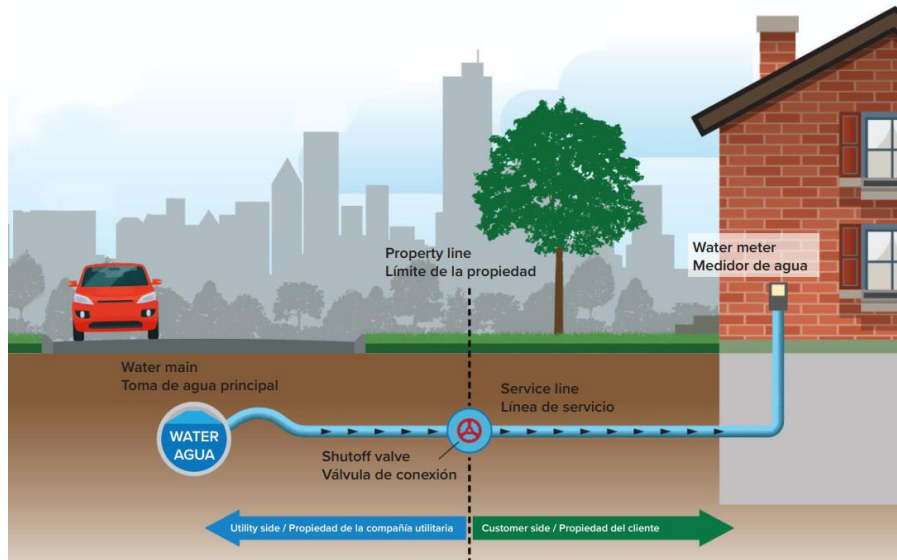 Property line
Límite de la propiedad
Water meter
Medidor de agua
Water main
Toma de agua principal
Service line
Línea de servicio
WATER
AGUA
Shutoff valve
Válvula de conexión
Utility side / Propiedad de la compañía utilitaria
Customer side / Propiedad del cliente